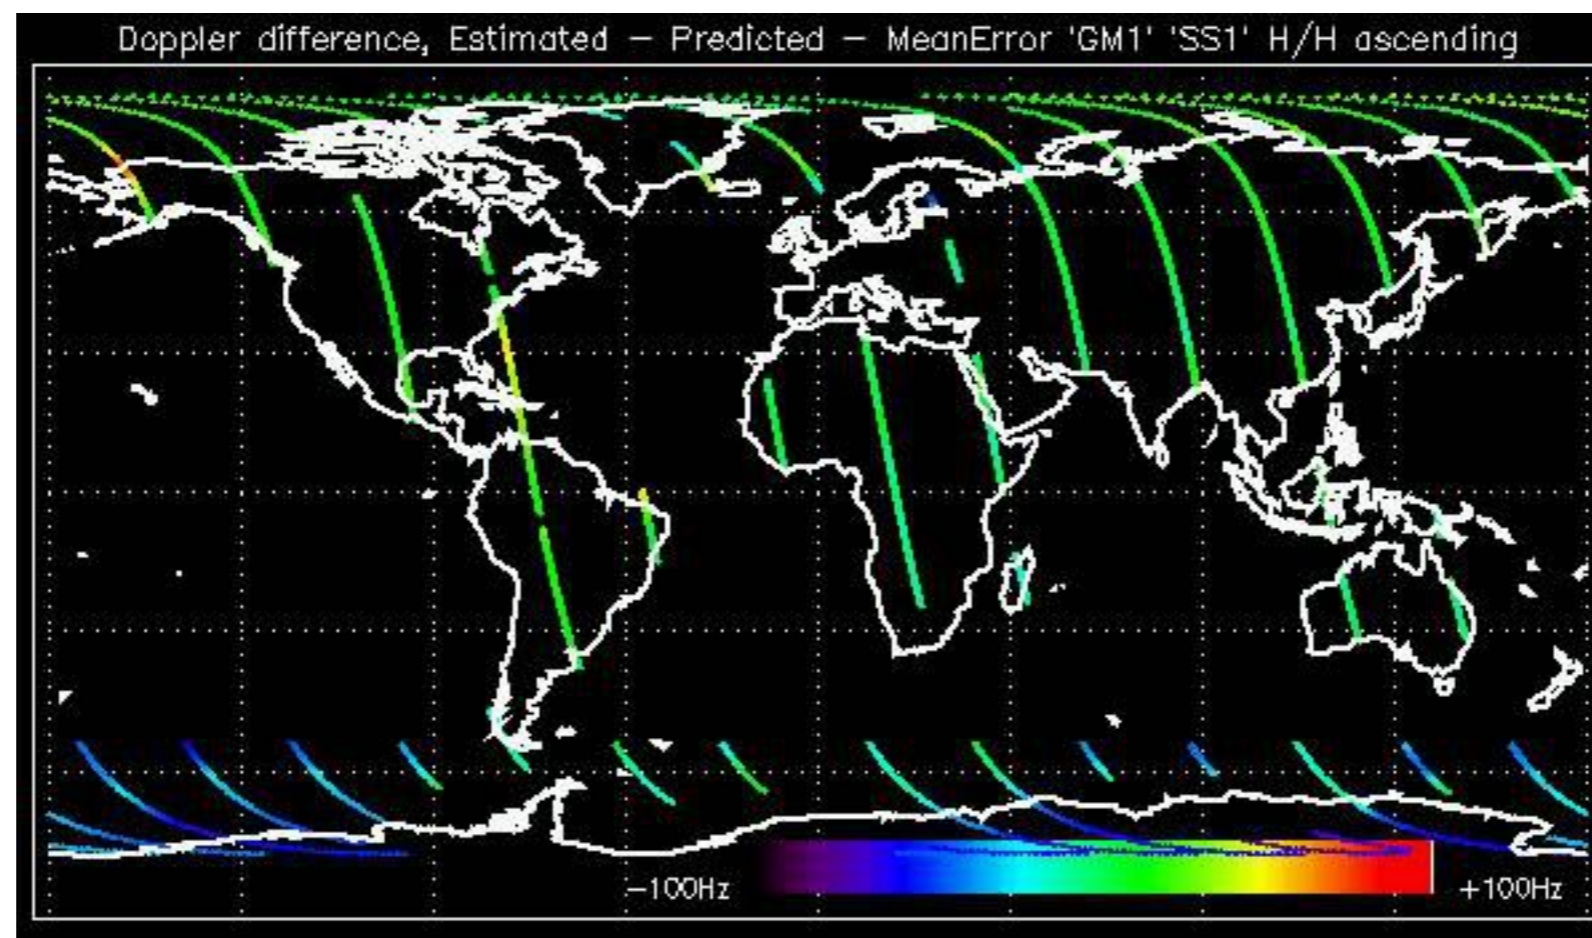 Doppler difference, Estimated – Predicted – MeanError 'GM1' 'SS1' H/H ascending
−100Hz +100Hz